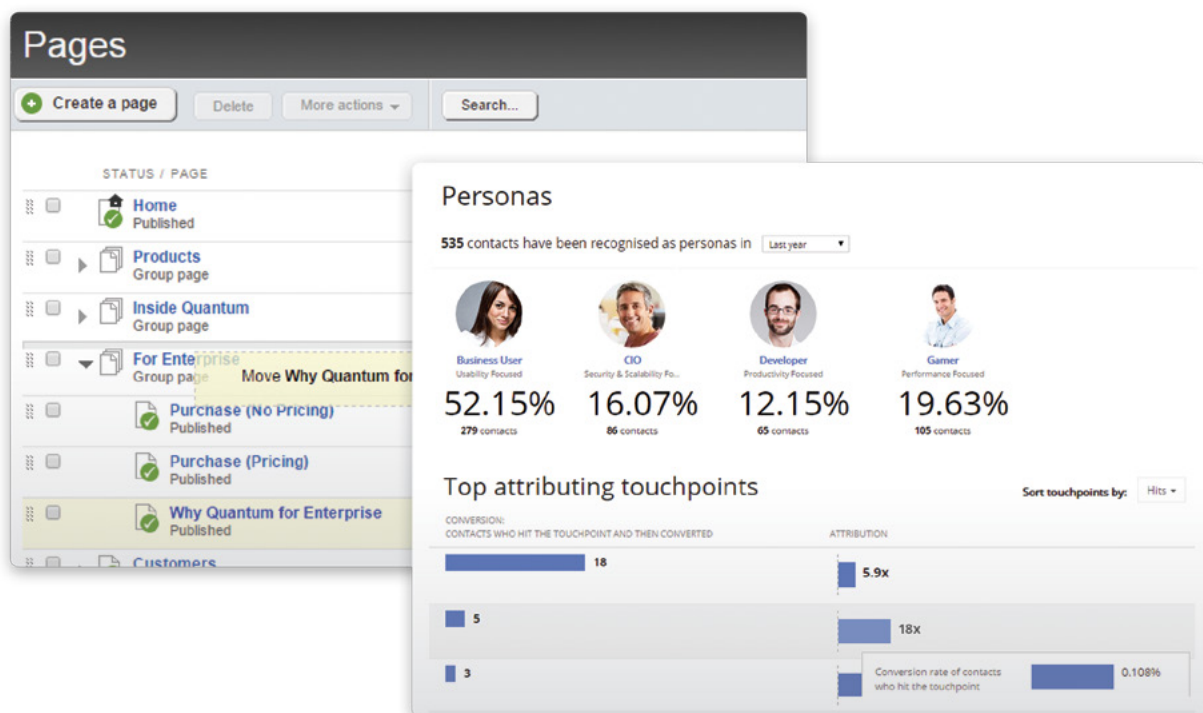 Pages
Create a page
Delete
More actions
Search...
STATUS / PAGE
Home
Published
Products
Group page
Inside Quantum
Group page
For Enterprise
Group page
Move Why Quantum for
Purchase (No Pricing)
Published
Purchase (Pricing)
Published
Why Quantum for Enterprise
Published
Customers
Personas
535 contacts have been recognised as personas in Last year
Business User
Usability Focused
52.15%
279 contacts
CIO
Security & Scalability Fo...
16.07%
86 contacts
Developer
Productivity Focused
12.15%
65 contacts
Gamer
Performance Focused
19.63%
105 contacts
Top attributing touchpoints
Sort touchpoints by: Hits
CONVERSION:
CONTACTS WHO HIT THE TOUCHPOINT AND THEN CONVERTED
ATTRIBUTION
18
5.9x
5
18x
3
Conversion rate of contacts
who hit the touchpoint
0.108%